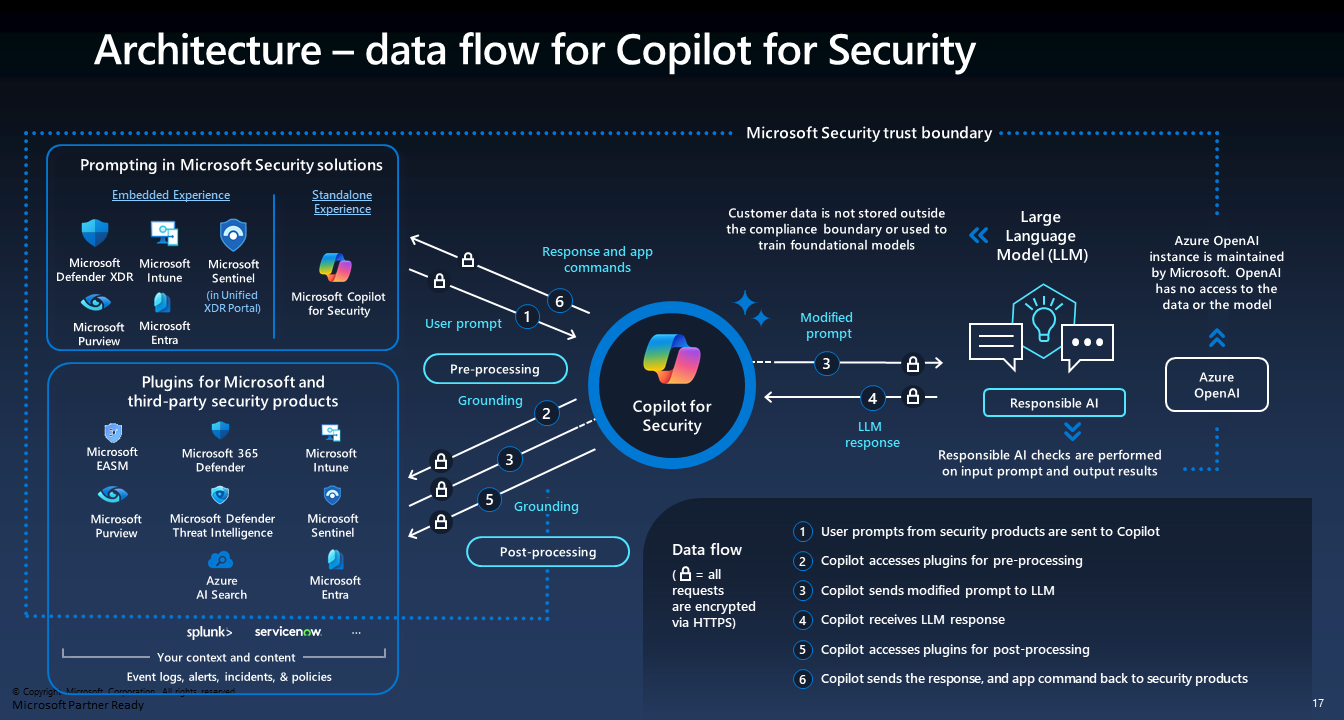 Architecture – data flow for Copilot for Security
Microsoft Security trust boundary
Prompting in Microsoft Security solutions
Embedded Experience
Standalone
Experience
Microsoft
Defender XDR
Microsoft
Intune
Microsoft
Sentinel
(in Unified
XDR Portal)
Microsoft
Purview
Microsoft
Entra
Microsoft Copilot
for Security
Plugins for Microsoft and
third-party security products
Microsoft
EASM
Microsoft 365
Defender
Microsoft
Intune
Microsoft
Purview
Microsoft Defender
Threat Intelligence
Microsoft
Sentinel
Azure
AI Search
Microsoft
Entra
splunk>
servicenow
...
Your context and content
Event logs, alerts, incidents, & policies
© Copyright Microsoft Corporation. All rights reserved.
Microsoft Partner Ready
Response and app
commands
6
1
User prompt
Pre-processing
Grounding
2
3
5
Grounding
Post-processing
Copilot for
Security
Modified
prompt
3
4
LLM
response
Customer data is not stored outside
the compliance boundary or used to
train foundational models
Large
Language
Model (LLM)
Responsible AI
Responsible AI checks are performed
on input prompt and output results
Azure OpenAI
instance is maintained
by Microsoft. OpenAI
has no access to the
data or the model
Azure
OpenAI
Data flow
( = all
requests
are encrypted
via HTTPS)
1 User prompts from security products are sent to Copilot
2 Copilot accesses plugins for pre-processing
3 Copilot sends modified prompt to LLM
4 Copilot receives LLM response
5 Copilot accesses plugins for post-processing
6 Copilot sends the response, and app command back to security products
17